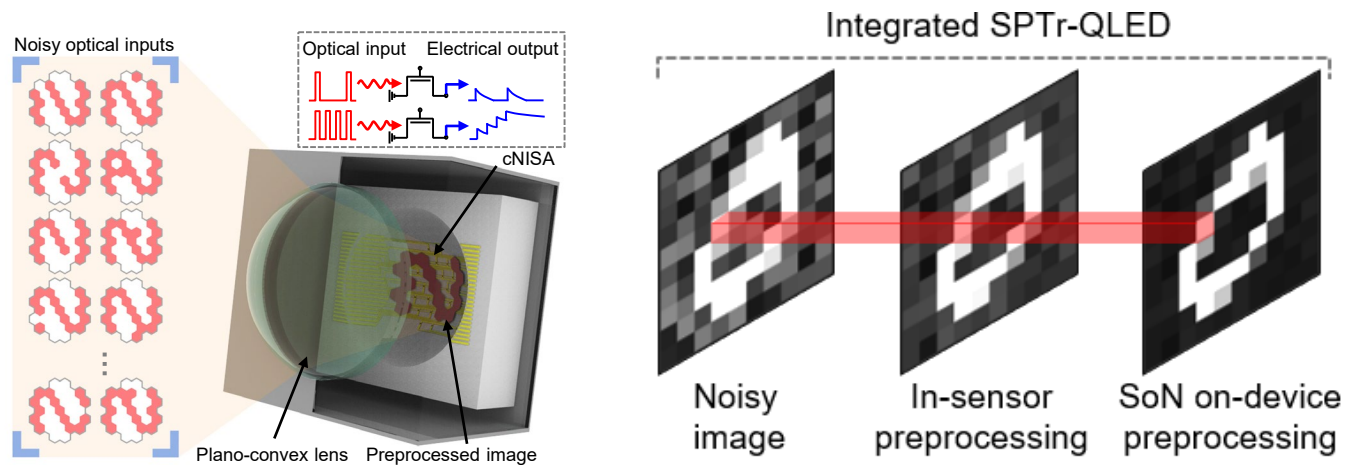 Noisy optical inputs
Optical input
Electrical output
cNISA
Plano-convex lens
Preprocessed image
Integrated SPTr-QLED
Noisy
image
In-sensor
preprocessing
SoN on-device
preprocessing